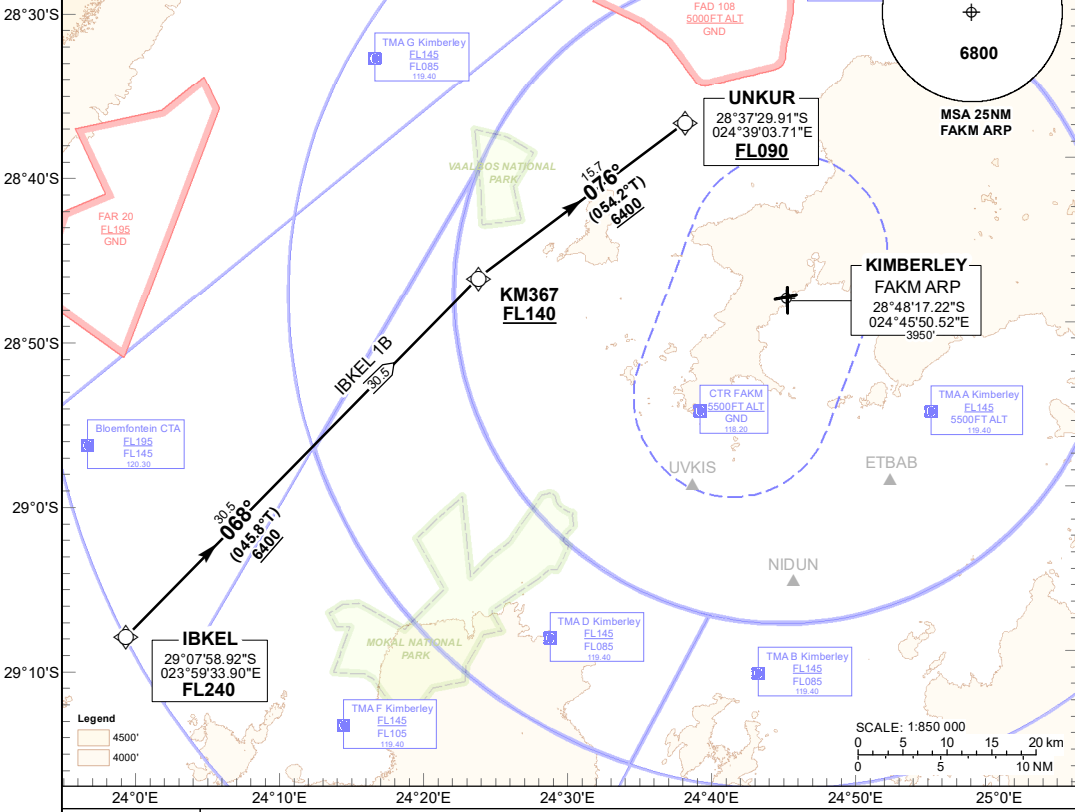 28°30'S
28°40'S
28°50'S
29°0'S
29°10'S
FAD 108
5000FT ALT
GND
6800
MSA 25NM
FAKM ARP
TMA G Kimberley
FL145
FL085
119.40
UNKUR
28°37'29.91"S
024°39'03.71"E
FL090
VAALBOS NATIONAL
PARK
15.7
076°
(054.2°T)
6400
FAR 20
FL195
GND
KIMBERLEY
FAKM ARP
28°48'17.22"S
024°45'50.52"E
3950'
KM367
FL140
IBKEL 1B
30.5
CTR FAKM
5500FT ALT
GND
118.20
TMA A Kimberley
FL145
5500FT ALT
119.40
Bloemfontein CTA
FL195
FL145
120.30
UVKIS
ETBAB
30.5
068°
(045.8°T)
6400
NIDUN
IBKEL
29°07'58.92"S
023°59'33.90"E
FL240
MOKAL NATIONAL
PARK
TMA D Kimberley
FL145
FL085
119.40
TMA B Kimberley
FL145
FL085
119.40
TMA F Kimberley
FL145
FL105
119.40
Legend
4500'
4000'
SCALE: 1:850 000
0 5 10 15 20 km
0 5 10 NM
24°0'E 24°10'E 24°20'E 24°30'E 24°40'E 24°50'E 25°0'E